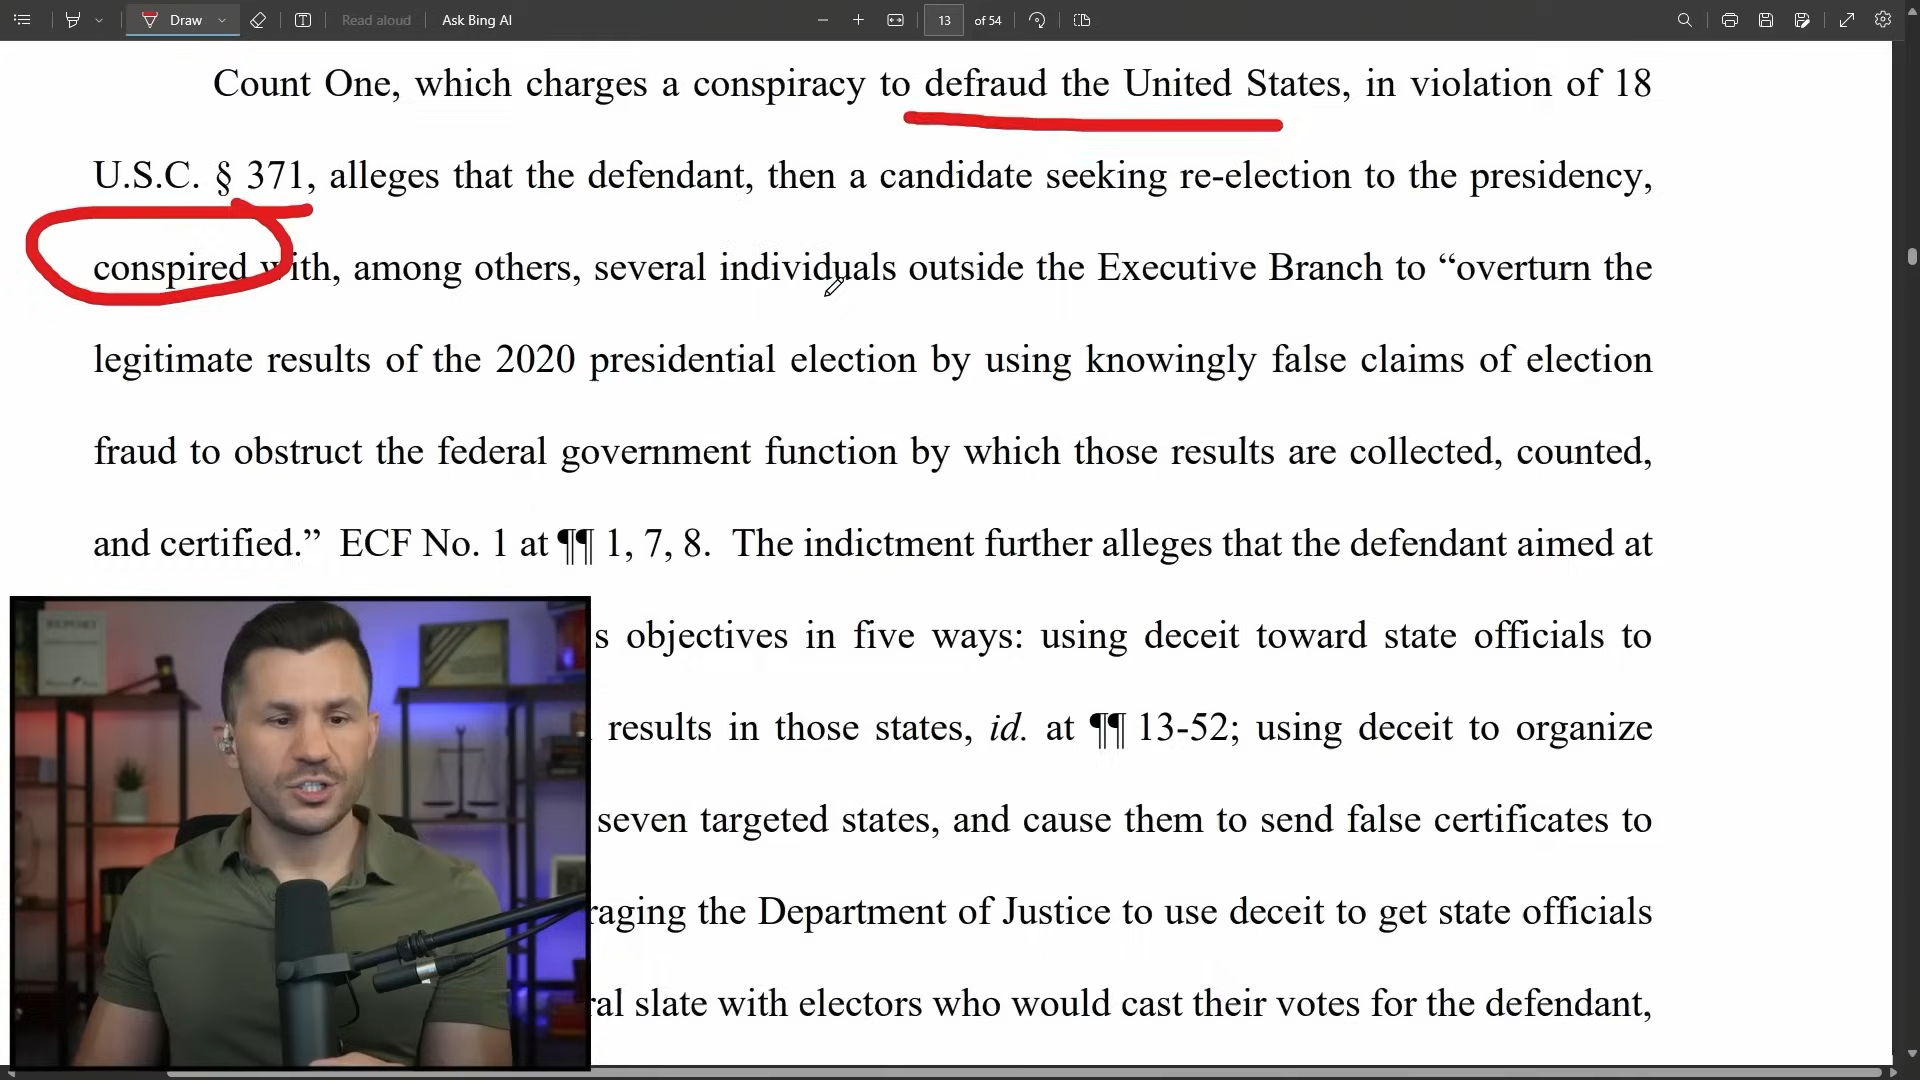 Draw
Read aloud
Ask Bing AI
13
of 54
Count One, which charges a conspiracy to defraud the United States, in violation of 18
U.S.C. § 371, alleges that the defendant, then a candidate seeking re-election to the presidency,
conspired with, among others, several individuals outside the Executive Branch to “overturn the
legitimate results of the 2020 presidential election by using knowingly false claims of election
fraud to obstruct the federal government function by which those results are collected, counted,
and certified.” ECF No. 1 at ¶¶ 1, 7, 8. The indictment further alleges that the defendant aimed at
s objectives in five ways: using deceit toward state officials to
results in those states, id. at ¶¶ 13-52; using deceit to organize
seven targeted states, and cause them to send false certificates to
raging the Department of Justice to use deceit to get state officials
ral slate with electors who would cast their votes for the defendant,
REPORT